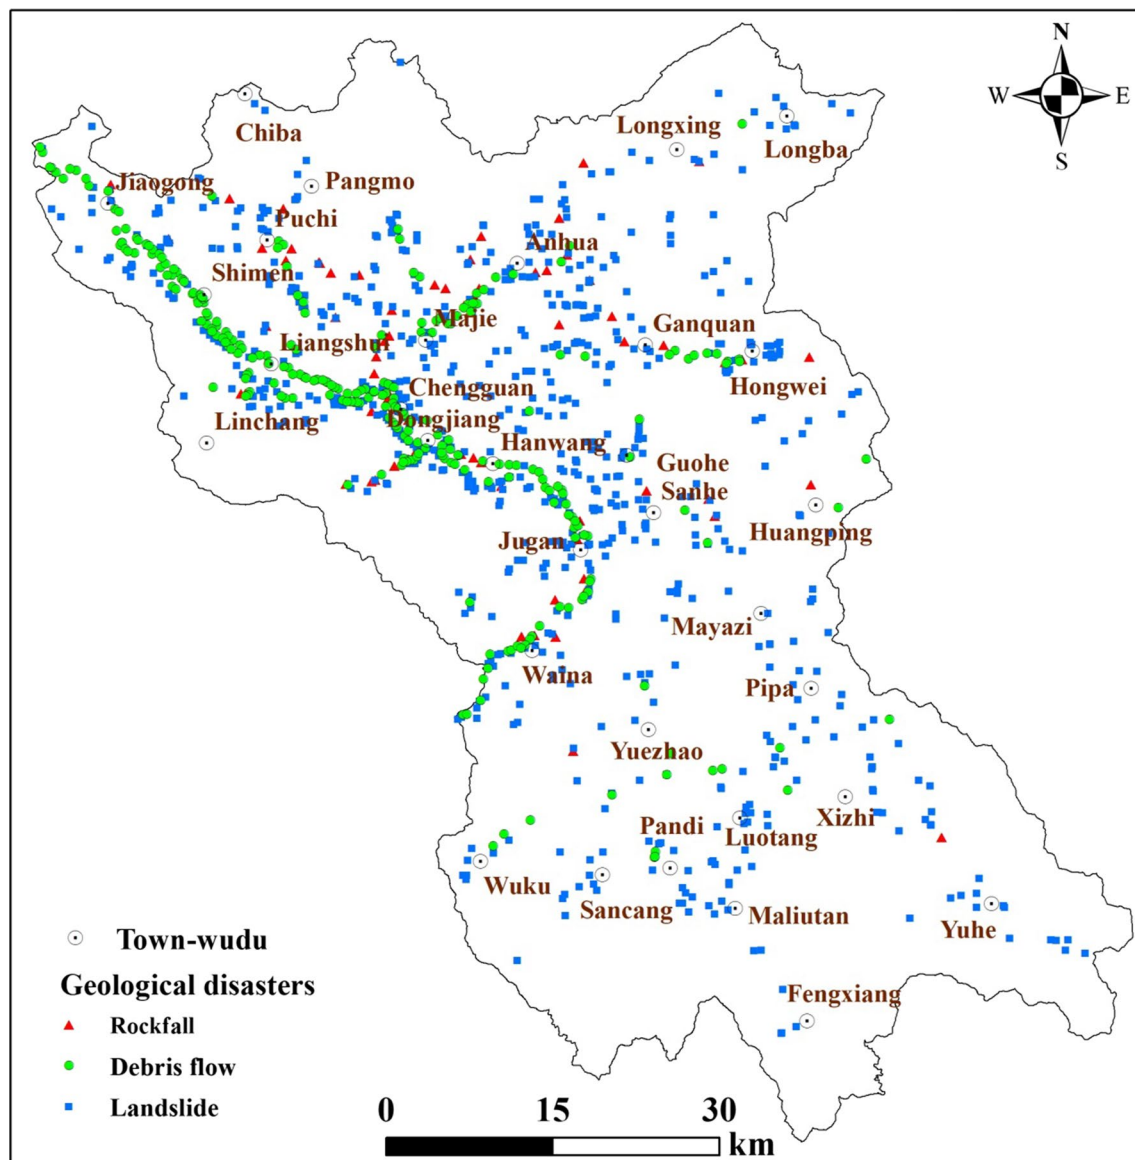 N
W E
S
Chiba
Longxing
Longba
Jiaogong
Pangmo
Puchi
Anhua
Shimen
Majie
Ganquan
Liangshui
Hongwei
Chengguan
Linchang
Dongjiang
Hanwang
Guohe
Sanhe
Huangping
Jugan
Mayazi
Waina
Pipa
Yuezhao
Xizhi
Pandi
Luotang
Wuku
Sancang
Maliutan
Yuhe
Fengxiang
Town-wudu
Geological disasters
Rockfall
Debris flow
Landslide
0 15 30
km